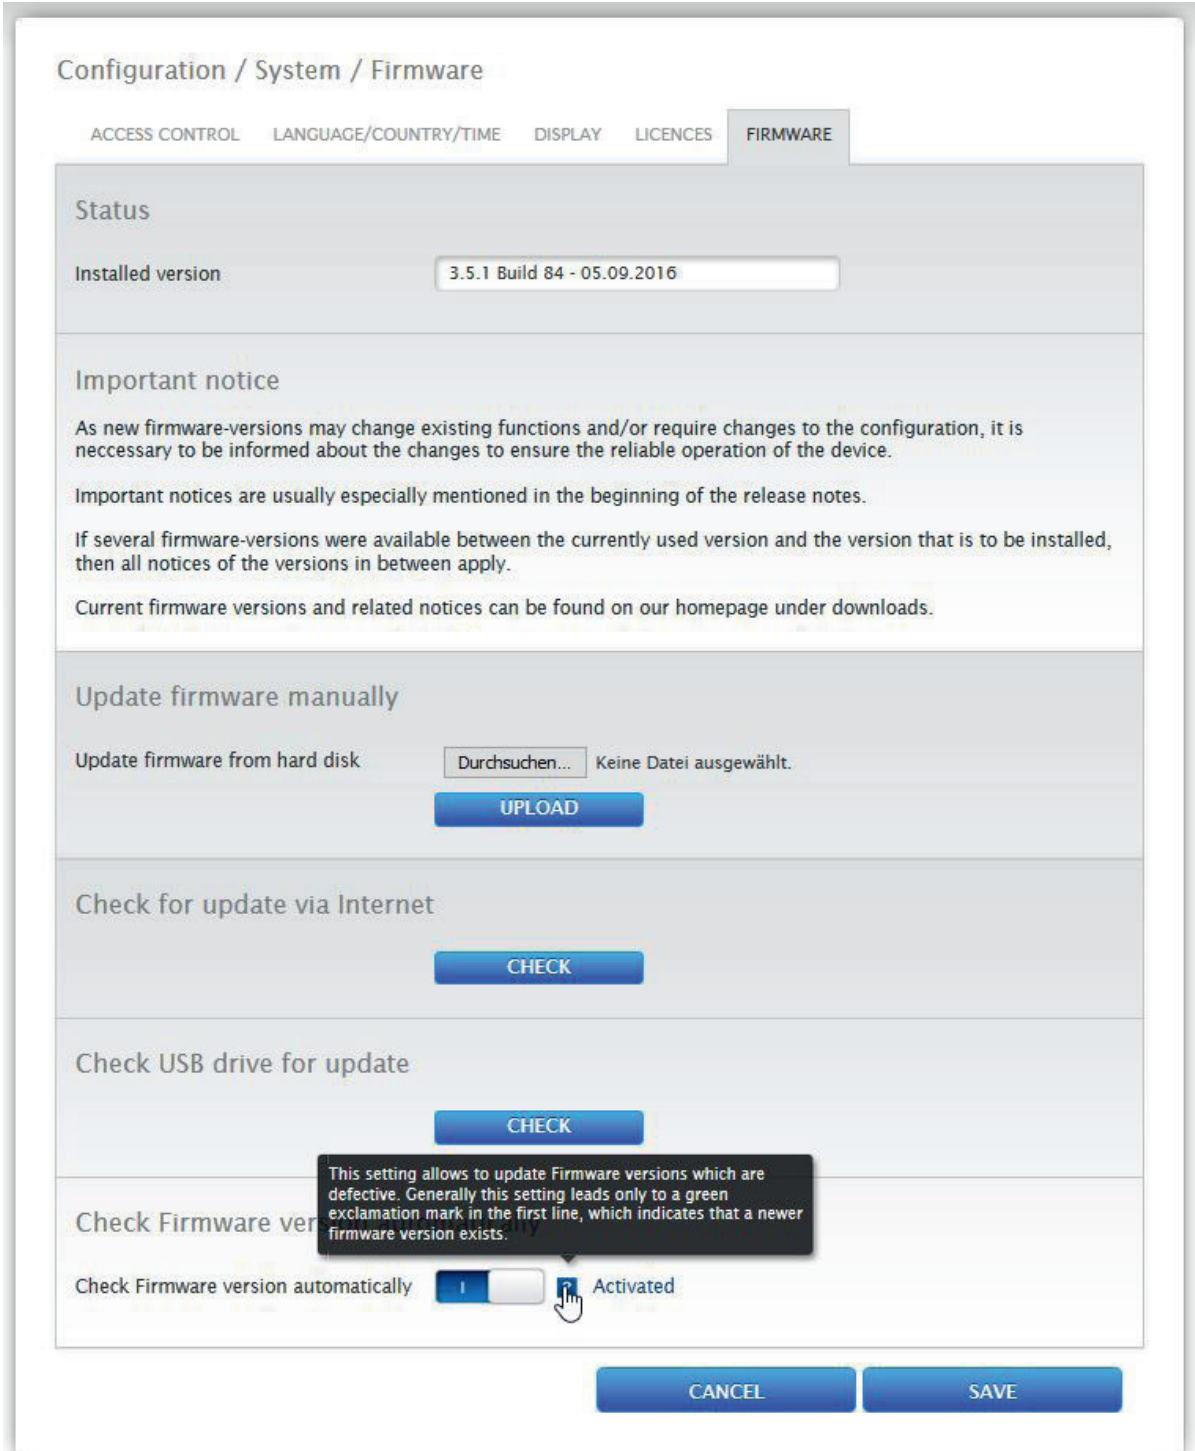 Configuration / System / Firmware
ACCESS CONTROL LANGUAGE/COUNTRY/TIME DISPLAY LICENCES FIRMWARE
Status
Installed version 3.5.1 Build 84 - 05.09.2016
Important notice
As new firmware-versions may change existing functions and/or require changes to the configuration, it is
neccessary to be informed about the changes to ensure the reliable operation of the device.
Important notices are usually especially mentioned in the beginning of the release notes.
If several firmware-versions were available between the currently used version and the version that is to be installed,
then all notices of the versions in between apply.
Current firmware versions and related notices can be found on our homepage under downloads.
Update firmware manually
Update firmware from hard disk Durchsuchen... Keine Datei ausgewählt.
UPLOAD
Check for update via Internet
CHECK
Check USB drive for update
CHECK
This setting allows to update Firmware versions which are
defective. Generally this setting leads only to a green
exclamation mark in the first line, which indicates that a newer
firmware version exists.
Check Firmware version automatically
Check Firmware version automatically I ? Activated
CANCEL SAVE